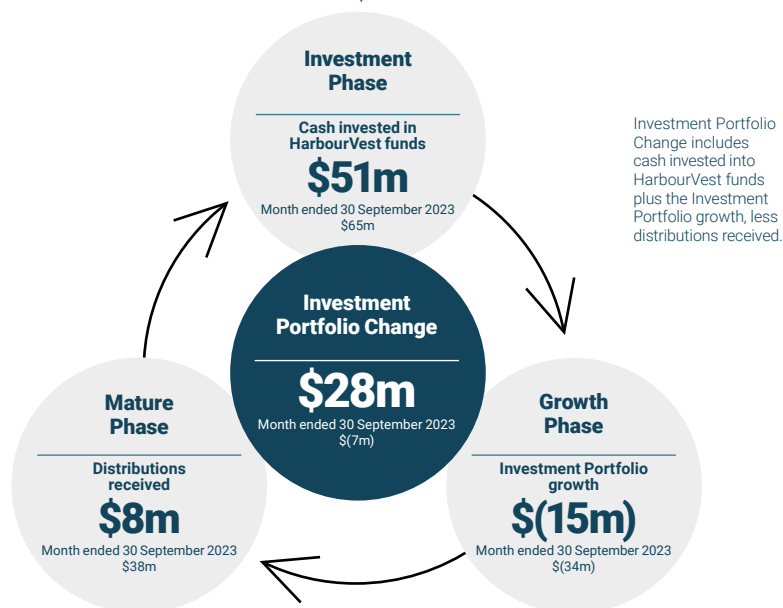 Investment
Phase
Cash invested in
HarbourVest funds
$51m
Month ended 30 September 2023
$65m
Investment Portfolio
Change includes
cash invested into
HarbourVest funds
plus the Investment
Portfolio growth, less
distributions received.
Investment
Portfolio Change
$28m
Month ended 30 September 2023
$(7m)
Mature
Phase
Distributions
received
$8m
Month ended 30 September 2023
$38m
Growth
Phase
Investment Portfolio
growth
$(15m)
Month ended 30 September 2023
$(34m)